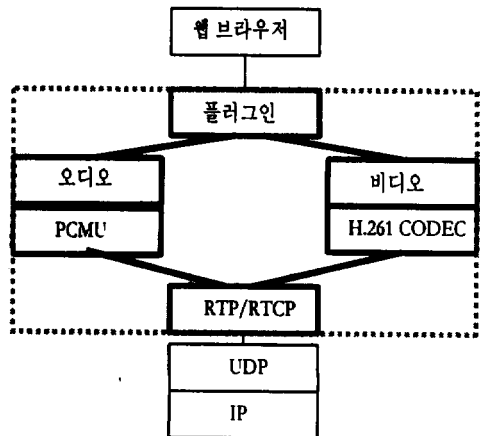 웹 브라우저
플러그인
오디오
비디오
PCMU
H.261 CODEC
RTP/RTCP
UDP
IP